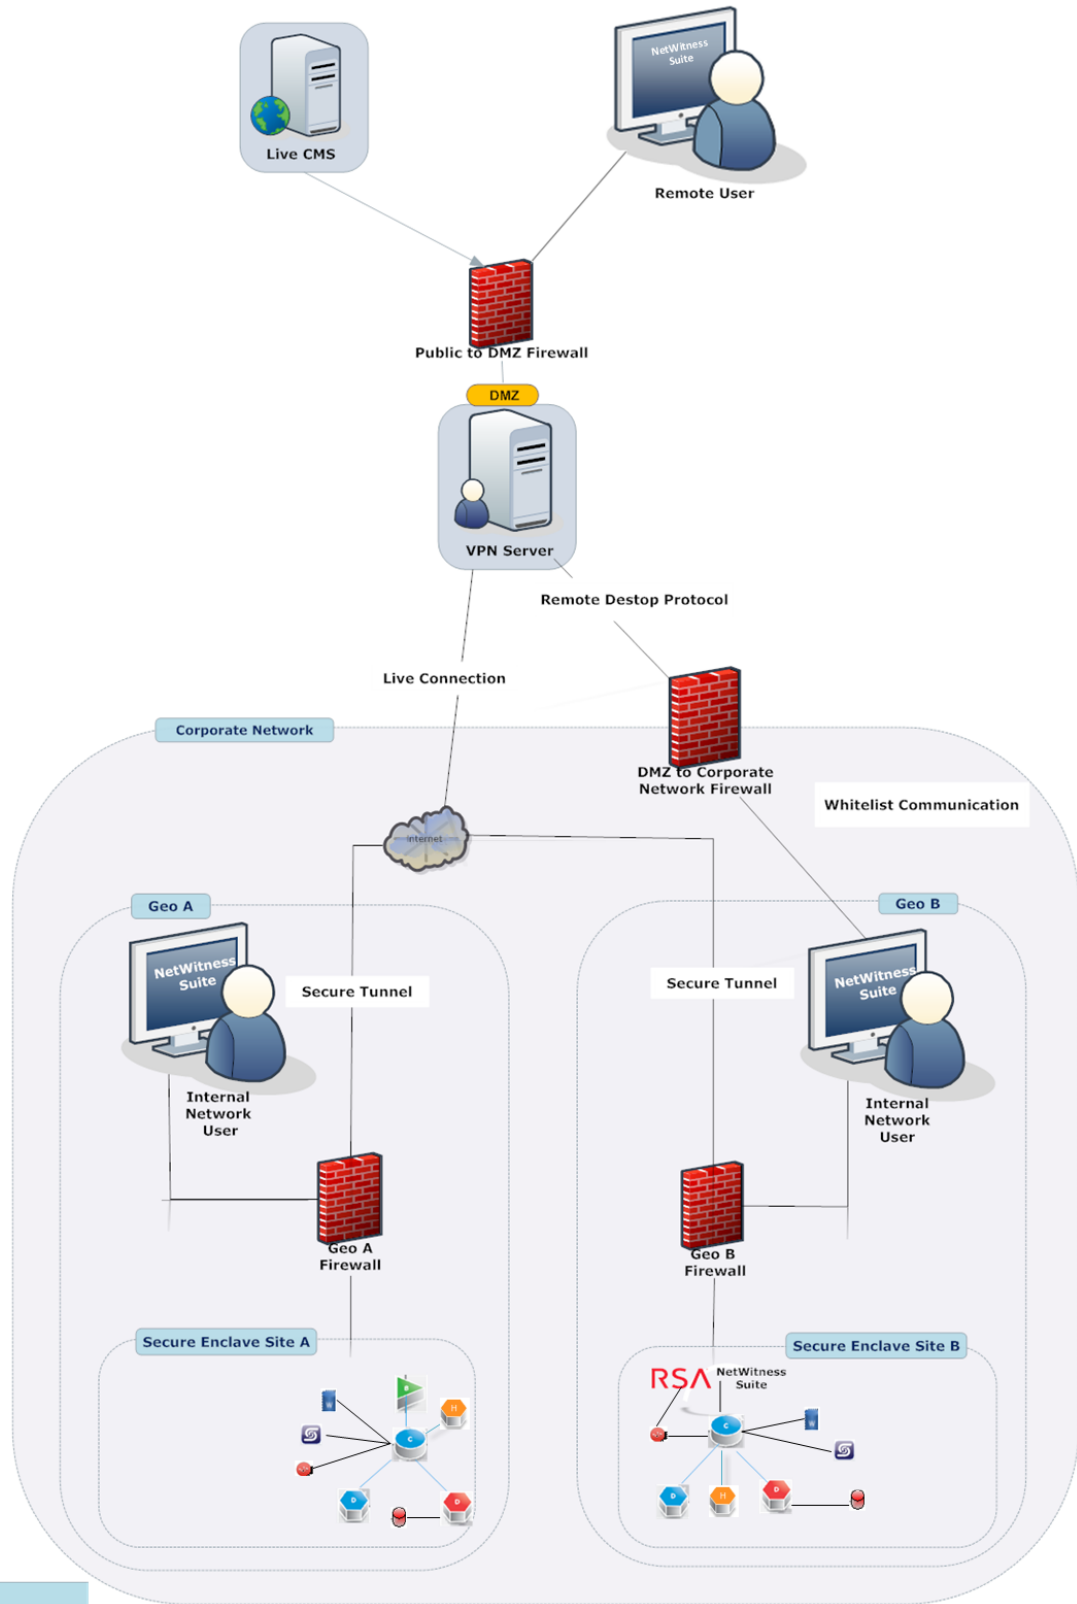 NetWitness
Suite
Live CMS
Remote User
Public to DMZ Firewall
DMZ
VPN Server
Remote Destop Protocol
Live Connection
Corporate Network
DMZ to Corporate
Network Firewall
Whitelist Communication
Internet
Geo A
Geo B
NetWitness
Suite
Secure Tunnel
Secure Tunnel
NetWitness
Suite
Internal
Network
User
Internal
Network
User
Geo A
Firewall
Geo B
Firewall
Secure Enclave Site A
Secure Enclave Site B
RSA NetWitness
Suite
W
H
C
D
D
C
W
D
H
D